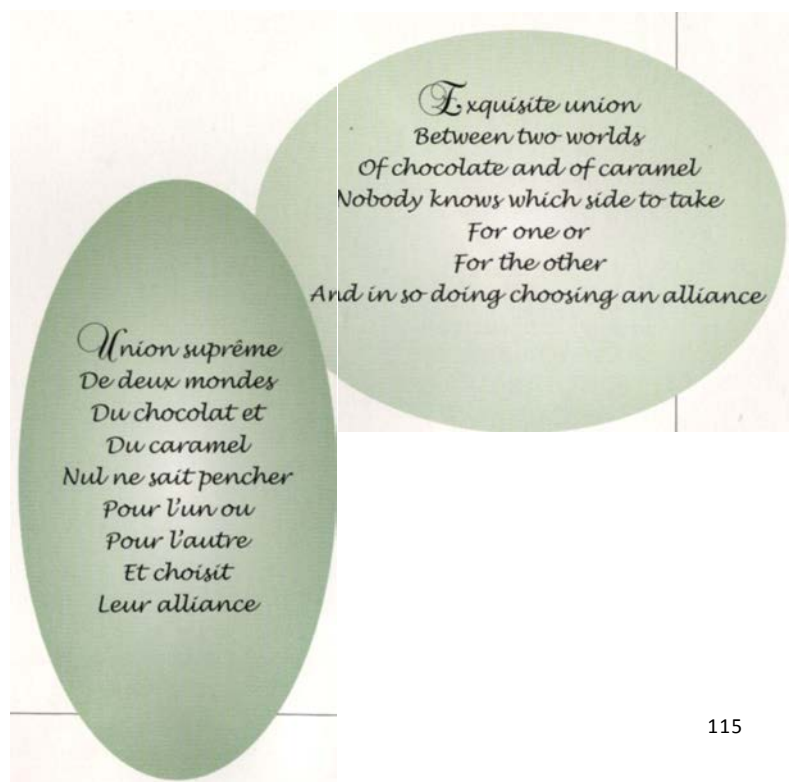 Exquisite union
Between two worlds
Of chocolate and of caramel
Nobody knows which side to take
For one or
For the other
And in so doing choosing an alliance
Union suprême
De deux mondes
Du chocolat et
Du caramel
Nul ne sait pencher
Pour l'un ou
Pour l'autre
Et choisit
Leur alliance
115